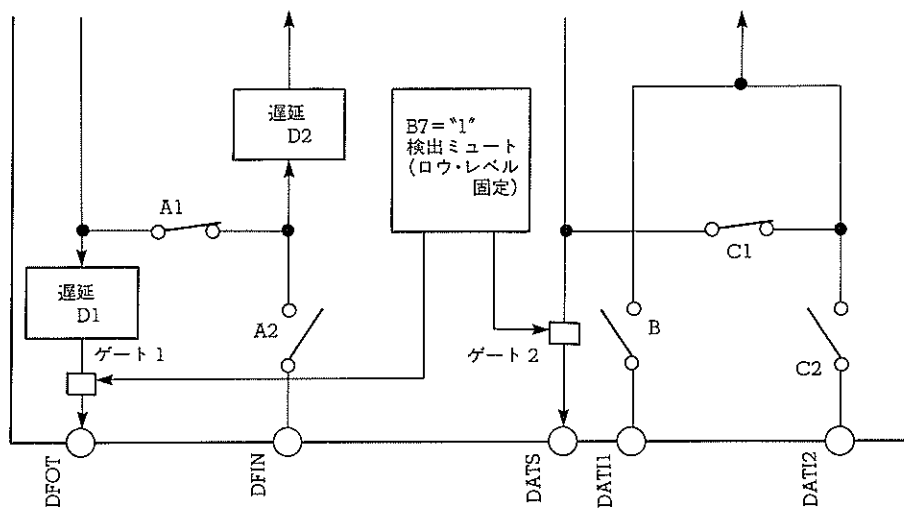 遅延
D2
B7＝〝1〟
検出ミュート
(ロウ・レベル
固定)
A1
C1
遅延
D1
A2
B
ゲート1
ゲート2
C2
DFOT
DFIN
DATS
DATI1
DATI2